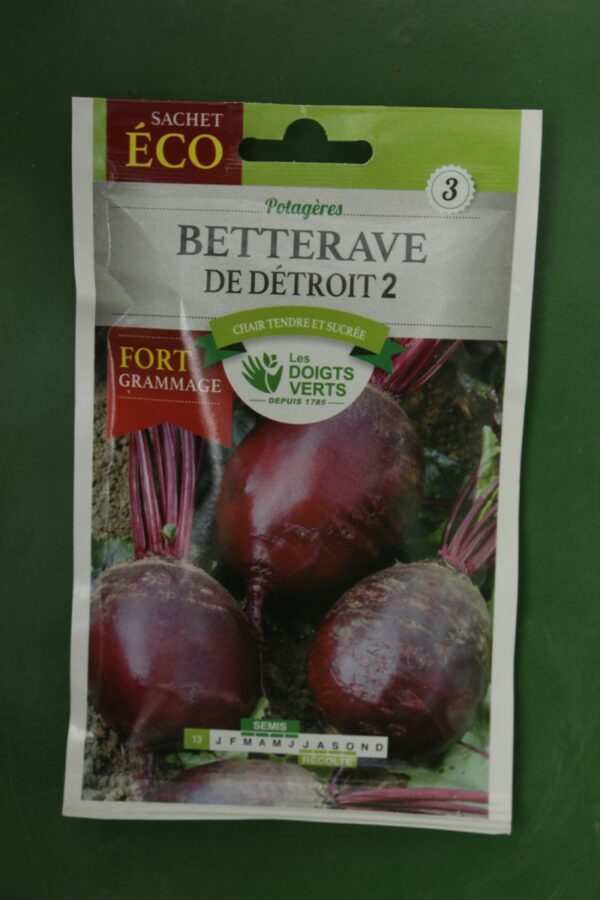 SACHET
ÉCO
3
Potagères
BETTERAVE
DE DÉTROIT 2
CHAIR TENDRE ET SUCRÉE
FORT
GRAMMAGE
Les
DOIGTS
VERTS
DEPUIS 1785
SEMIS
13 J F M A M J J A S O N D
RÉCOLTE